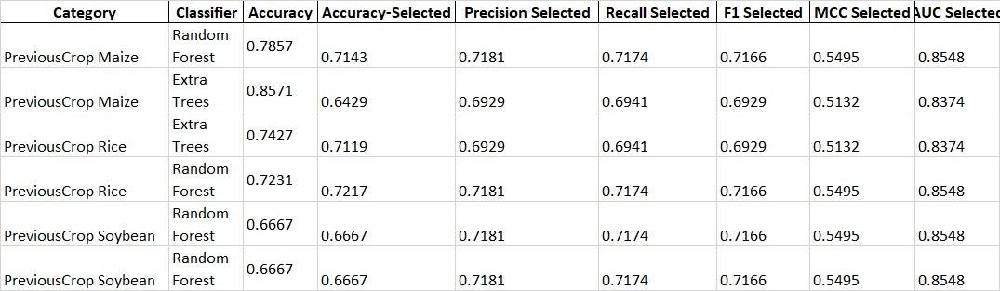 Category Classifier Accuracy Accuracy-Selected Precision Selected Recall Selected F1 Selected MCC Selected AUC Selected
PreviousCrop Maize Random Forest 0.7857 0.7143 0.7181 0.7174 0.7166 0.5495 0.8548
PreviousCrop Maize Extra Trees 0.8571 0.6429 0.6929 0.6941 0.6929 0.5132 0.8374
PreviousCrop Rice Extra Trees 0.7427 0.7119 0.6929 0.6941 0.6929 0.5132 0.8374
PreviousCrop Rice Random Forest 0.7231 0.7217 0.7181 0.7174 0.7166 0.5495 0.8548
PreviousCrop Soybean Random Forest 0.6667 0.6667 0.7181 0.7174 0.7166 0.5495 0.8548
PreviousCrop Soybean Random Forest 0.6667 0.6667 0.7181 0.7174 0.7166 0.5495 0.8548